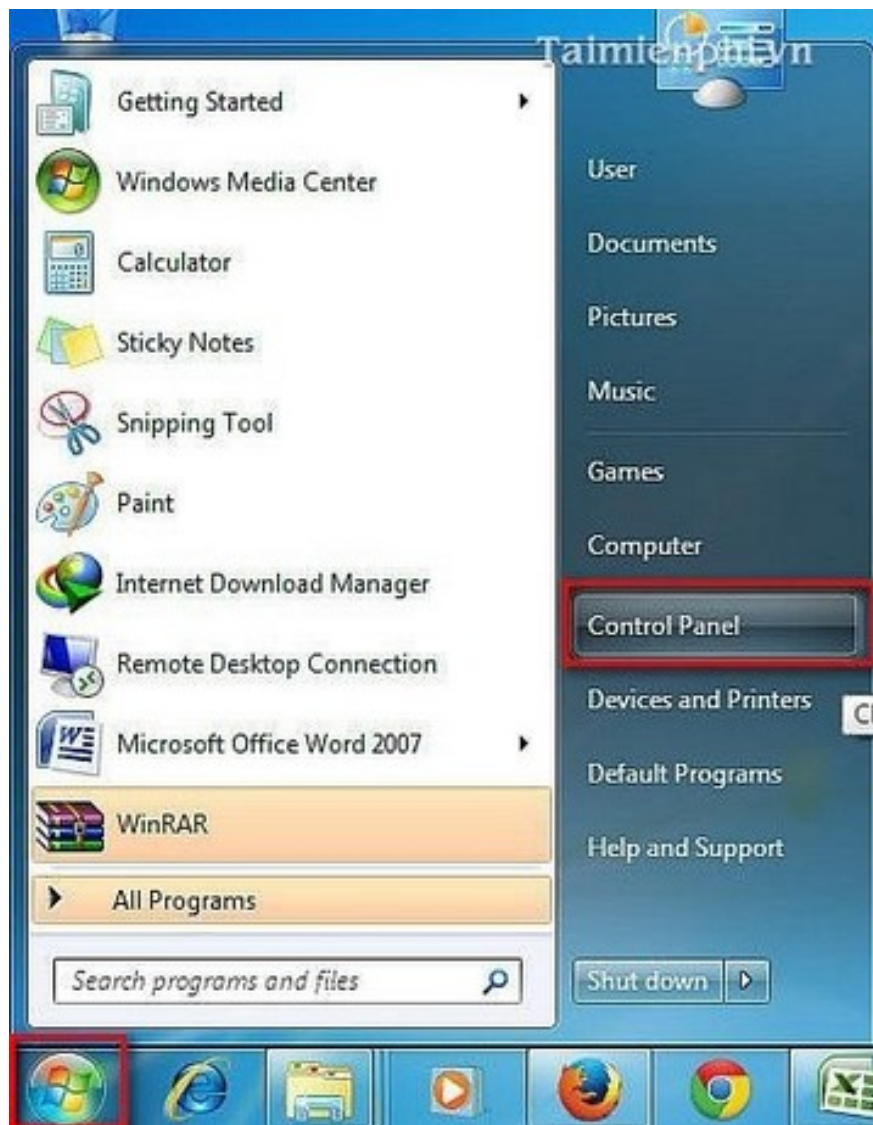 Taimienphi.vn
Getting Started
Windows Media Center
Calculator
Sticky Notes
Snipping Tool
Paint
Internet Download Manager
Remote Desktop Connection
Microsoft Office Word 2007
WinRAR
All Programs
Search programs and files
User
Documents
Pictures
Music
Games
Computer
Control Panel
Devices and Printers
Default Programs
Help and Support
Shut down